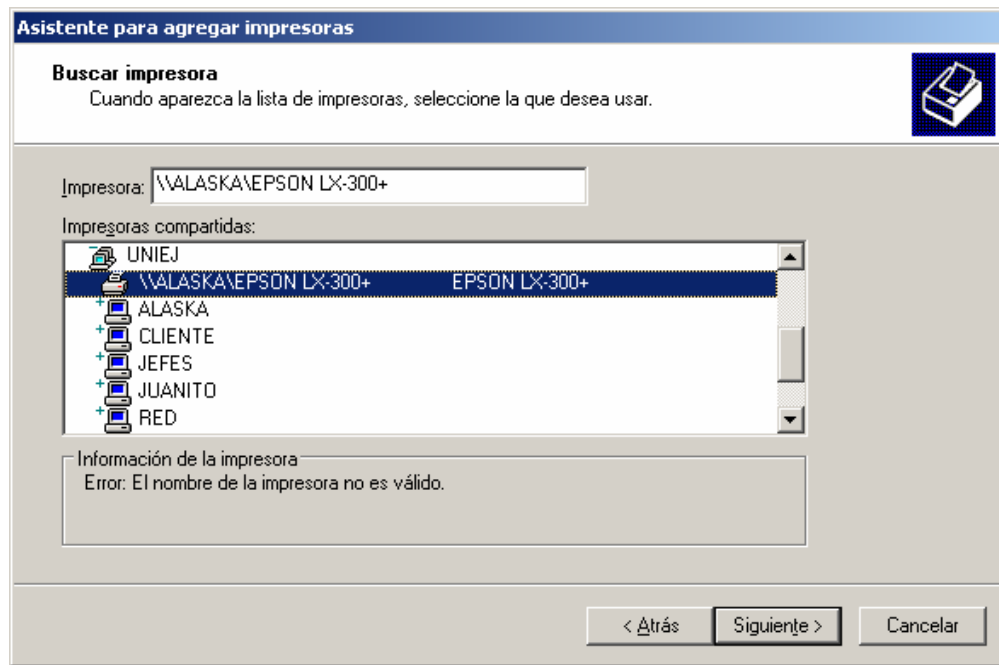 Asistente para agregar impresoras
Buscar impresora
Cuando aparezca la lista de impresoras, seleccione la que desea usar.
Impresora: \\ALASKA\EPSON LX-300+
Impresoras compartidas:
UNIEJ
\\ALASKA\EPSON LX-300+ EPSON LX-300+
ALASKA
CLIENTE
JEFES
JUANITO
RED
Información de la impresora
Error: El nombre de la impresora no es válido.
< Atrás Siguiente > Cancelar